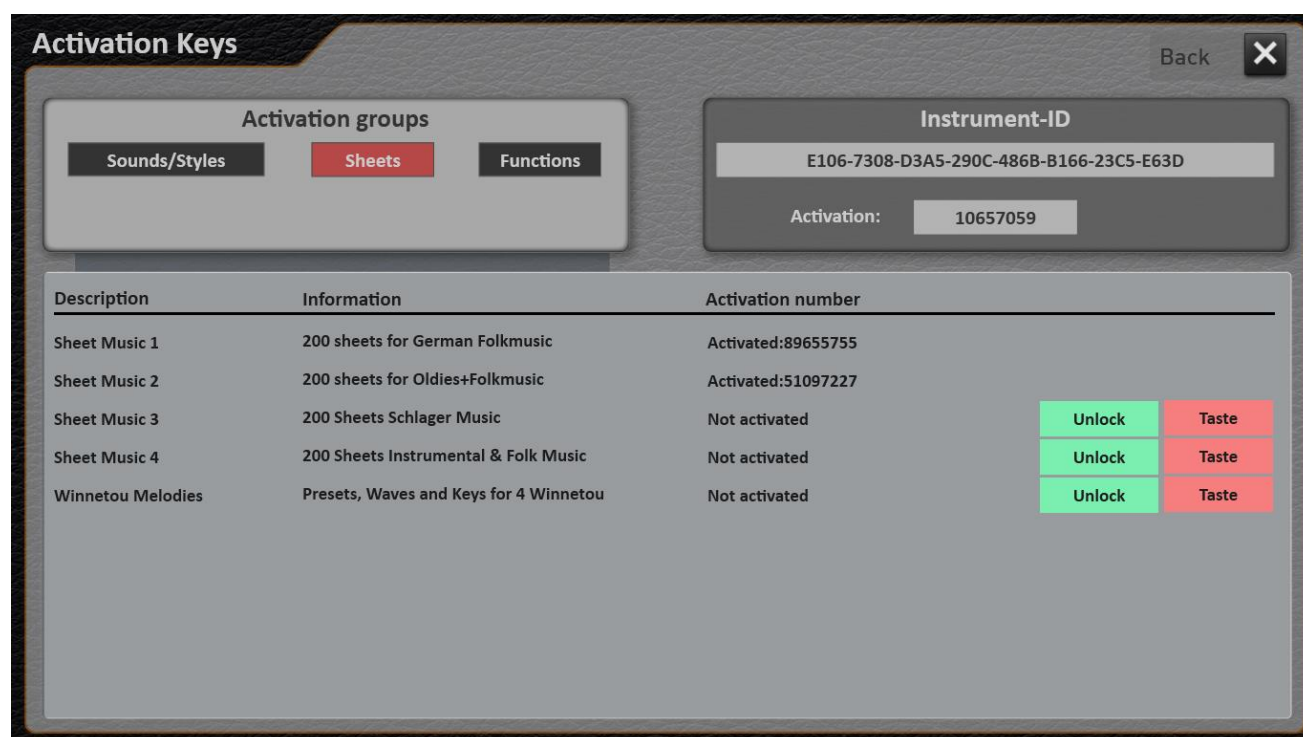 Activation Keys
Back
Activation groups
Sounds/Styles Sheets Functions
Instrument-ID
E106-7308-D3A5-290C-486B-B166-23C5-E63D
Activation: 10657059
Description Information Activation number
Sheet Music 1 200 sheets for German Folkmusic Activated:89655755
Sheet Music 2 200 sheets for Oldies+Folkmusic Activated:51097227
Sheet Music 3 200 Sheets Schlager Music Not activated Unlock Taste
Sheet Music 4 200 Sheets Instrumental & Folk Music Not activated Unlock Taste
Winnetou Melodies Presets, Waves and Keys for 4 Winnetou Not activated Unlock Taste